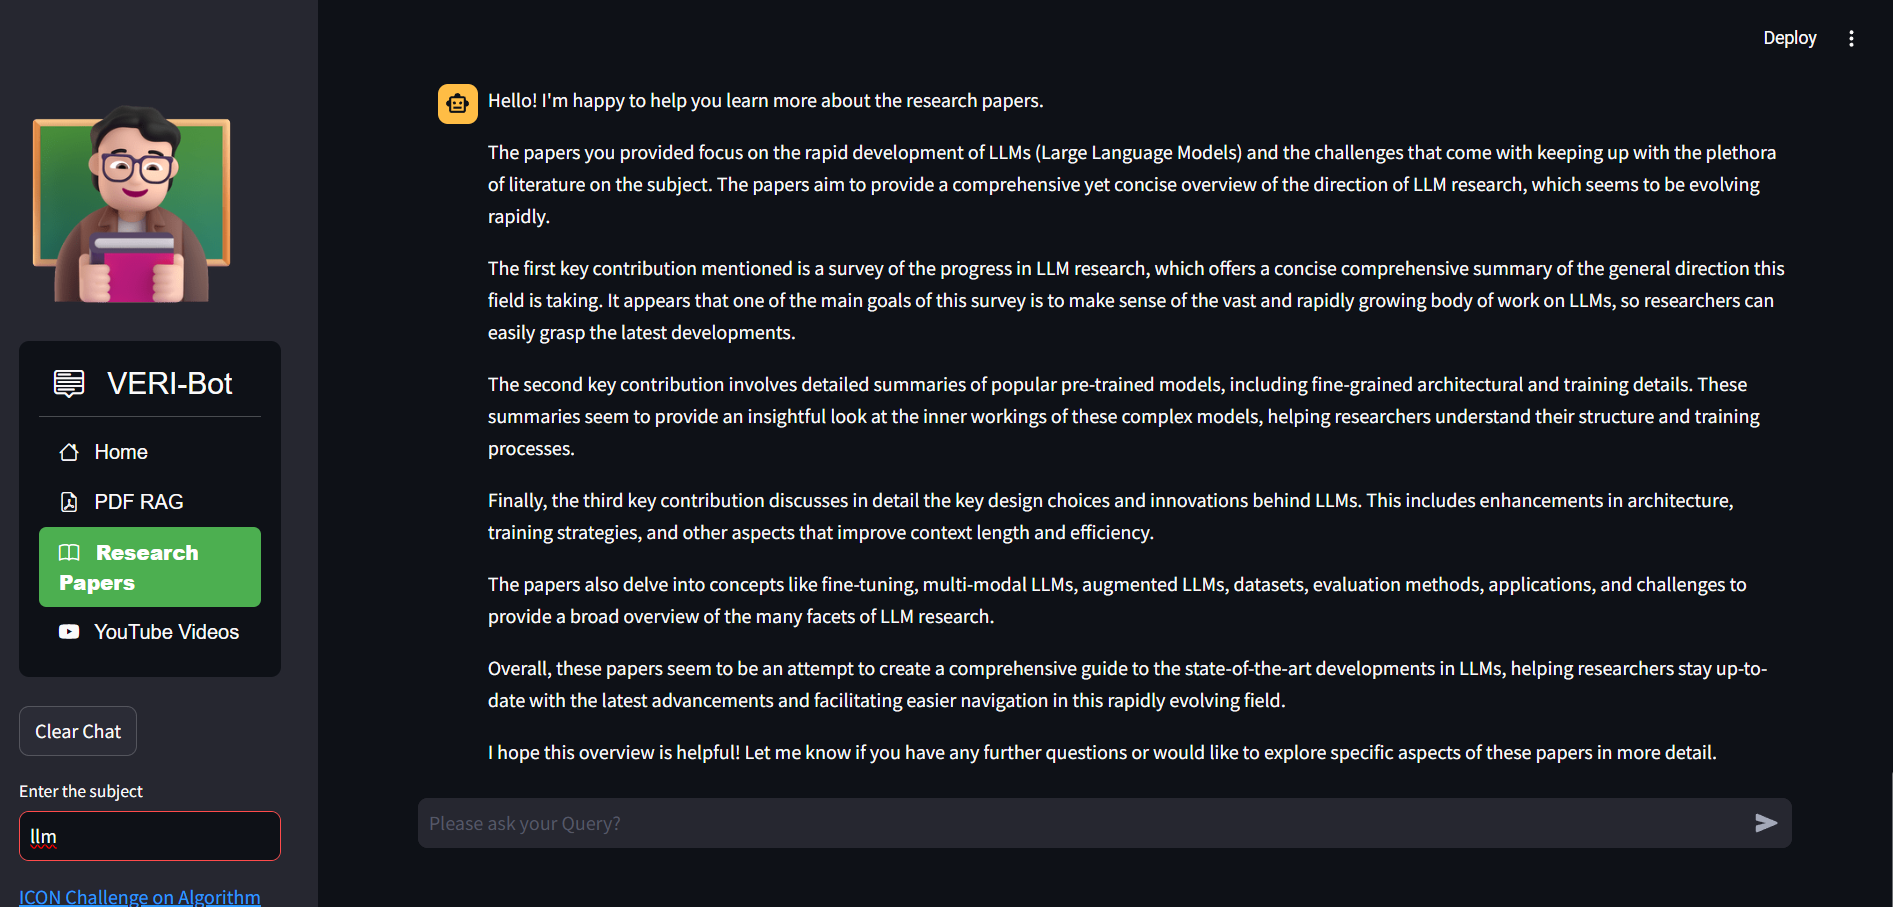 Deploy
VERI-Bot
Home
PDF RAG
Research
Papers
YouTube Videos
Clear Chat
Enter the subject
llm
ICON Challenge on Algorithm
Hello! I'm happy to help you learn more about the research papers.
The papers you provided focus on the rapid development of LLMs (Large Language Models) and the challenges that come with keeping up with the plethora
of literature on the subject. The papers aim to provide a comprehensive yet concise overview of the direction of LLM research, which seems to be evolving
rapidly.
The first key contribution mentioned is a survey of the progress in LLM research, which offers a concise comprehensive summary of the general direction this
field is taking. It appears that one of the main goals of this survey is to make sense of the vast and rapidly growing body of work on LLMs, so researchers can
easily grasp the latest developments.
The second key contribution involves detailed summaries of popular pre-trained models, including fine-grained architectural and training details. These
summaries seem to provide an insightful look at the inner workings of these complex models, helping researchers understand their structure and training
processes.
Finally, the third key contribution discusses in detail the key design choices and innovations behind LLMs. This includes enhancements in architecture,
training strategies, and other aspects that improve context length and efficiency.
The papers also delve into concepts like fine-tuning, multi-modal LLMs, augmented LLMs, datasets, evaluation methods, applications, and challenges to
provide a broad overview of the many facets of LLM research.
Overall, these papers seem to be an attempt to create a comprehensive guide to the state-of-the-art developments in LLMs, helping researchers stay up-to-
date with the latest advancements and facilitating easier navigation in this rapidly evolving field.
I hope this overview is helpful! Let me know if you have any further questions or would like to explore specific aspects of these papers in more detail.
Please ask your Query?